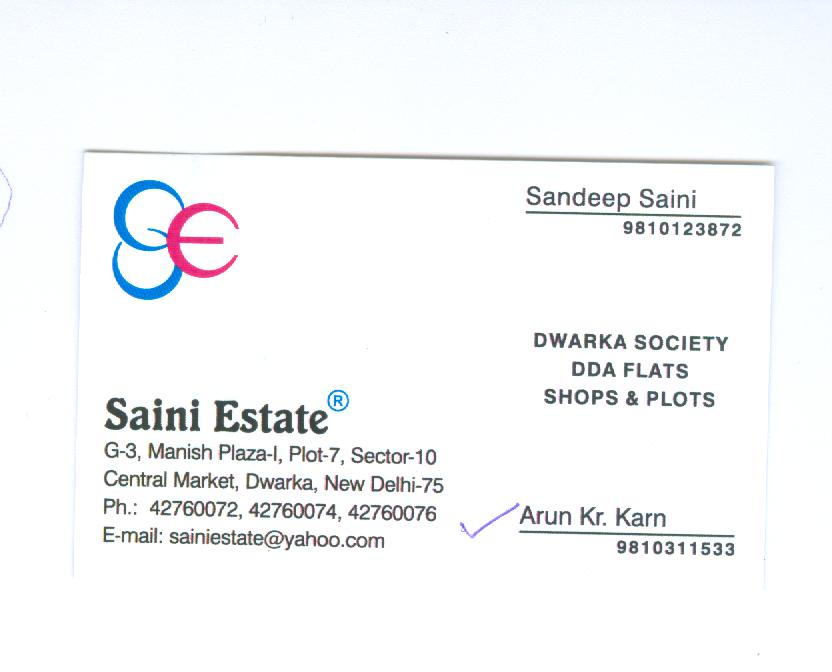 SE
Sandeep Saini
9810123872
DWARKA SOCIETY
DDA FLATS
SHOPS & PLOTS
Saini Estate®
G-3, Manish Plaza-I, Plot-7, Sector-10
Central Market, Dwarka, New Delhi-75
Ph.: 42760072, 42760074, 42760076
E-mail: sainiestate@yahoo.com
Arun Kr. Karn
9810311533